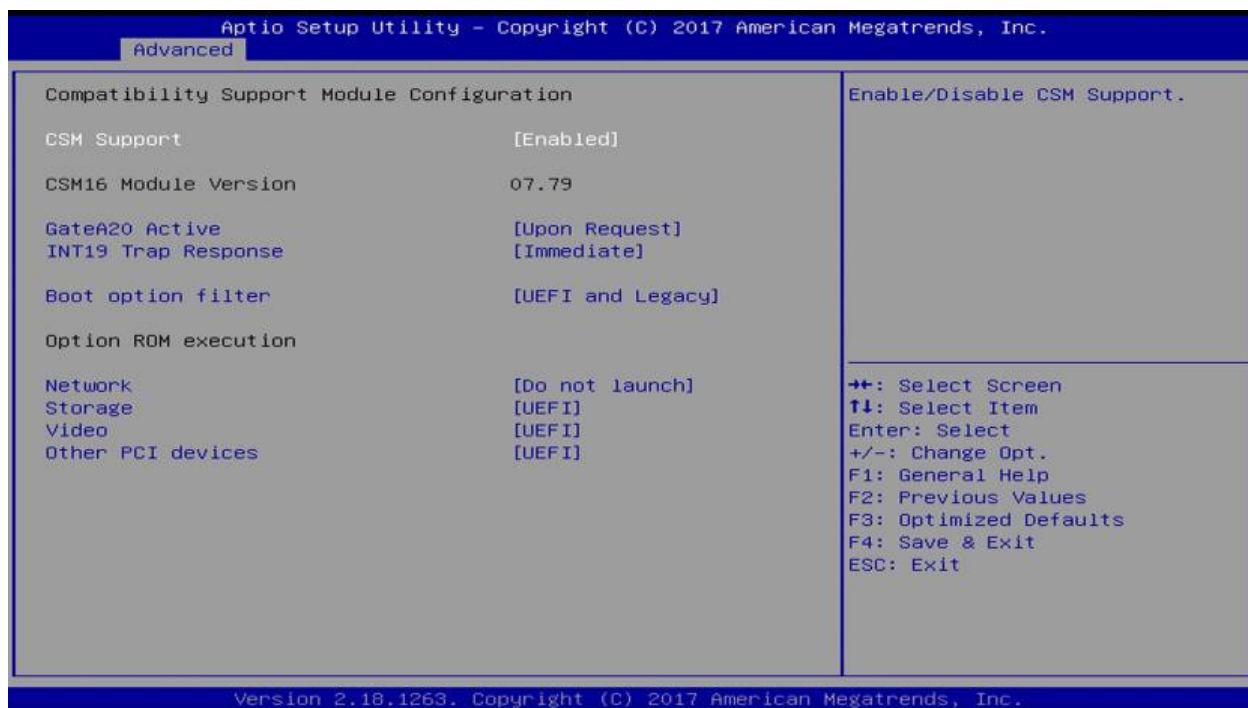 Aptio Setup Utility – Copyright (C) 2017 American Megatrends, Inc.
Advanced
Compatibility Support Module Configuration
CSM Support [Enabled]
CSM16 Module Version 07.79
GateA20 Active [Upon Request]
INT19 Trap Response [Immediate]
Boot option filter [UEFI and Legacy]
Option ROM execution
Network [Do not launch]
Storage [UEFI]
Video [UEFI]
Other PCI devices [UEFI]
Enable/Disable CSM Support.
→←: Select Screen
↑↓: Select Item
Enter: Select
+/-: Change Opt.
F1: General Help
F2: Previous Values
F3: Optimized Defaults
F4: Save & Exit
ESC: Exit
Version 2.18.1263. Copyright (C) 2017 American Megatrends, Inc.